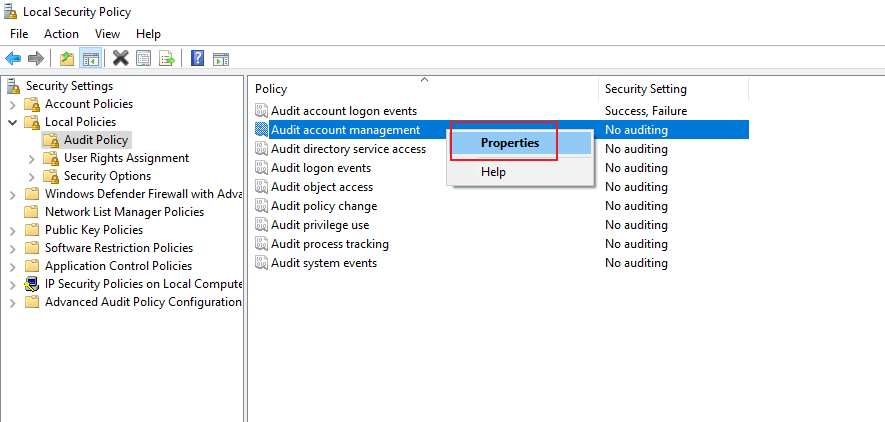 Local Security Policy
File Action View Help
Security Settings
Account Policies
Local Policies
Audit Policy
User Rights Assignment
Security Options
Windows Defender Firewall with Adva
Network List Manager Policies
Public Key Policies
Software Restriction Policies
Application Control Policies
IP Security Policies on Local Compute
Advanced Audit Policy Configuration
Policy Security Setting
Audit account logon events Success, Failure
Audit account management No auditing
Audit directory service access No auditing
Audit logon events No auditing
Audit object access No auditing
Audit policy change No auditing
Audit privilege use No auditing
Audit process tracking No auditing
Audit system events No auditing
Properties
Help